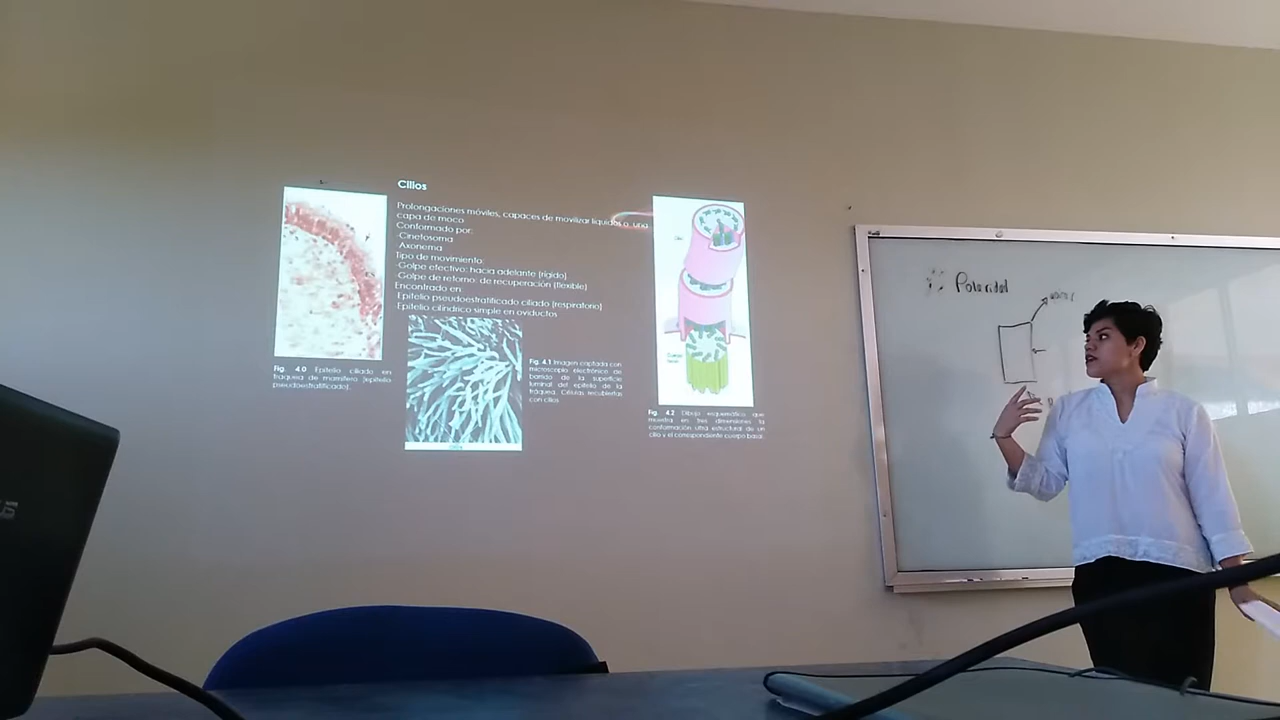 Cilios
Prolongaciones móviles, capaces de movilizar líquidos o una
capa de moco
Conformado por:
-Cinetosoma
-Axonema
Tipo de movimiento:
-Golpe efectivo: hacia adelante (rígido)
-Golpe de retorno: de recuperación (flexible)
Encontrado en
Epitelio pseudoestratificado ciliado (respiratorio)
Epitelio cilíndrico simple en oviductos
Fig. 4.0 Epitelio ciliado en
tráquea de mamífera (epitelio
pseudoestratificado).
Fig. 4.1 Imagen captada con
microscopio electrónico de
barrido de la superficie
luminal del epitelio de la
tráquea. Células recubiertas
con cilios
Fig. 4.2 Dibujo esquemático que
muestra en tres dimensiones la
conformación ultra estructural de un
cilio y el correspondiente cuerpo basal.
Polaridad